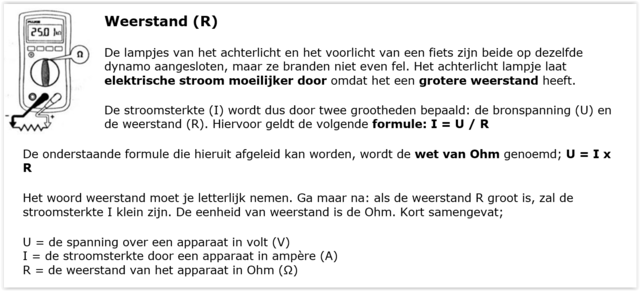 Weerstand (R)
FLUKE
25.0
Ω
De lampjes van het achterlicht en het voorlicht van een fiets zijn beide op dezelfde
dynamo aangesloten, maar ze branden niet even fel. Het achterlicht lampje laat
elektrische stroom moeilijker door omdat het een grotere weerstand heeft.
De stroomsterkte (I) wordt dus door twee grootheden bepaald: de bronspanning (U) en
de weerstand (R). Hiervoor geldt de volgende formule: I = U / R
De onderstaande formule die hieruit afgeleid kan worden, wordt de wet van Ohm genoemd; U = I x
R
Het woord weerstand moet je letterlijk nemen. Ga maar na: als de weerstand R groot is, zal de
stroomsterkte I klein zijn. De eenheid van weerstand is de Ohm. Kort samengevat;
U = de spanning over een apparaat in volt (V)
I = de stroomsterkte door een apparaat in ampère (A)
R = de weerstand van het apparaat in Ohm (Ω)